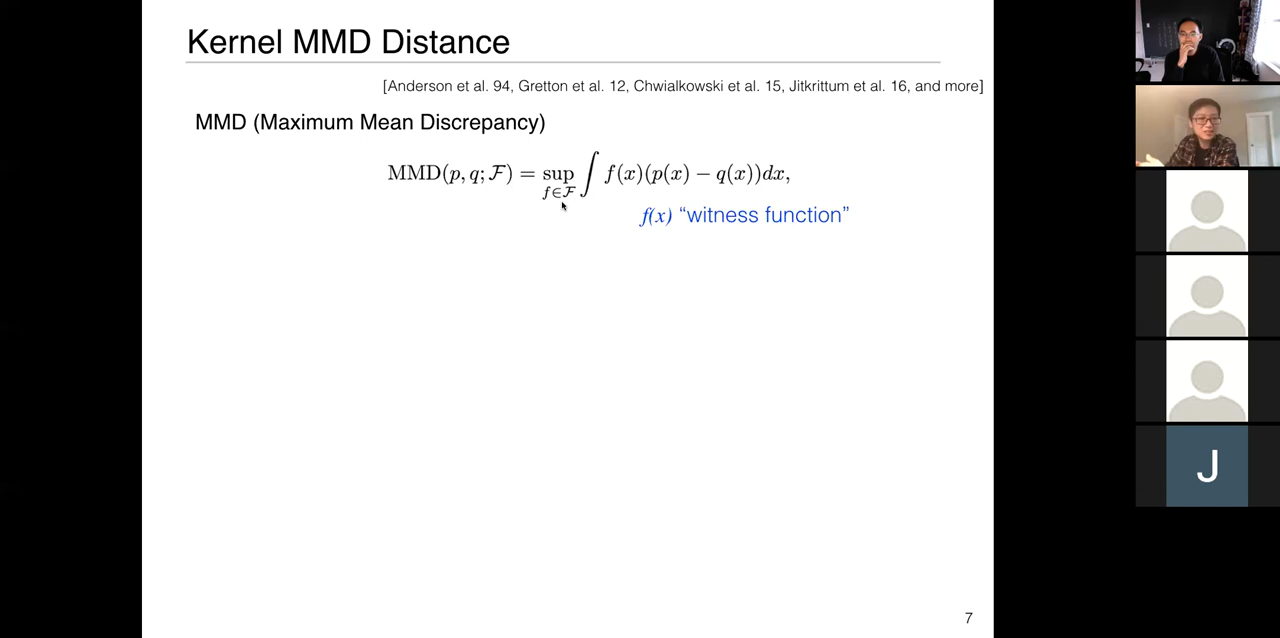 Kernel MMD Distance
[Anderson et al. 94, Gretton et al. 12, Chwialkowski et al. 15, Jitkrittum et al. 16, and more]
MMD (Maximum Mean Discrepancy)
MMD(p, q; ℱ) = sup_{f∈ℱ} ∫ f(x)(p(x) − q(x))dx,
f(x) “witness function”
J
7